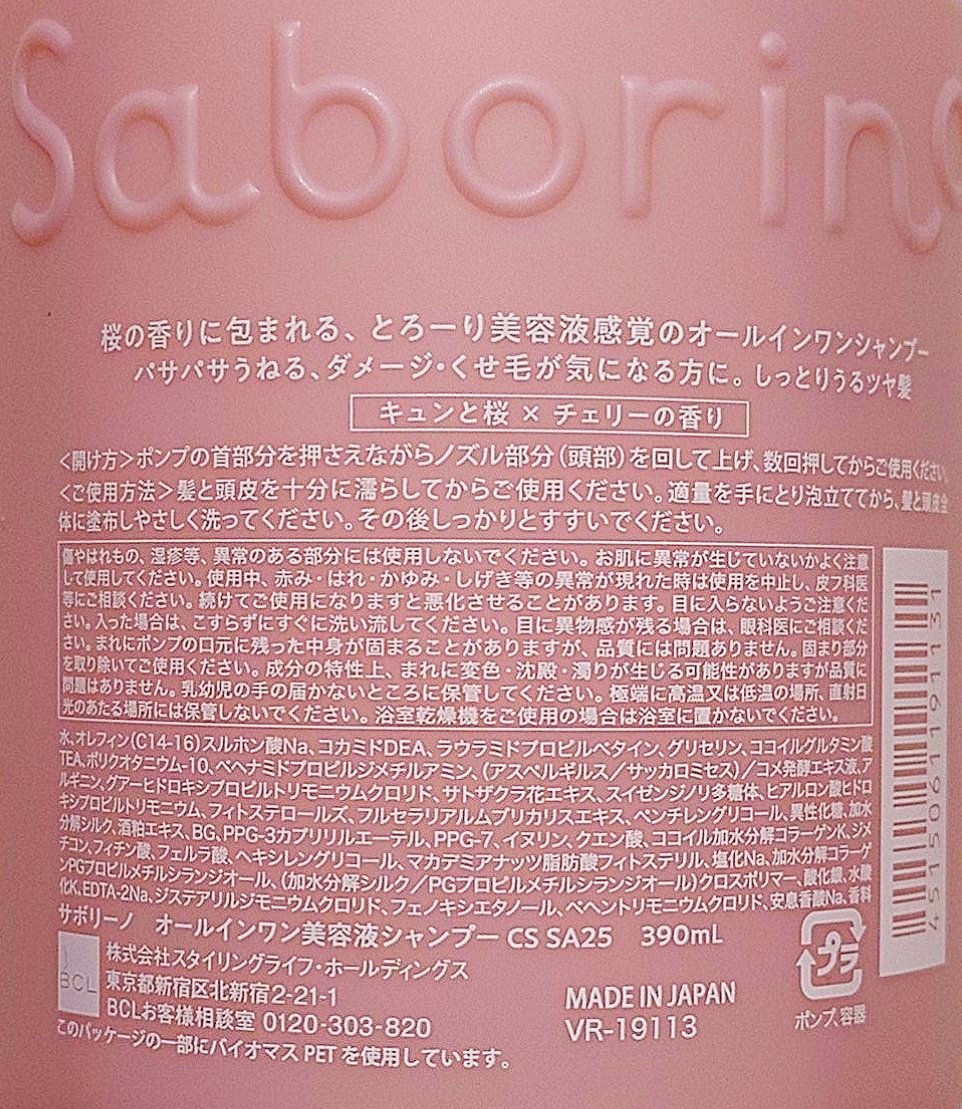 Saborino
桜の香りに包まれる、とろーり美容液感覚のオールインワンシャンプー
パサパサうねる、ダメージ・くせ毛が気になる方に。しっとりうるツヤ髪
キュンと桜 × チェリーの香り
<開け方>ポンプの首部分を押さえながらノズル部分(頭部)を回して上げ、数回押してからご使用ください。
<ご使用方法>髪と頭皮を十分に濡らしてからご使用ください。適量を手にとり泡立ててから、髪と頭皮全
体に塗布しやさしく洗ってください。その後しっかりとすすいでください。
傷やはれもの、湿疹等、異常のある部分には使用しないでください。お肌に異常が生じていないかよく注意
して使用してください。使用中、赤み・はれ・かゆみ・しげき等の異常が現れた時は使用を中止し、皮フ科医
等にご相談ください。続けてご使用になりますと悪化させることがあります。目に入らないようご注意くだ
さい。入った場合は、こすらずにすぐに洗い流してください。目に異物感が残る場合は、眼科医にご相談くだ
さい。まれにポンプの口元に残った中身が固まることがありますが、品質には問題ありません。固まり部分
を取り除いてご使用ください。成分の特性上、まれに変色・沈殿・濁りが生じる可能性がありますが品質に
問題はありません。乳幼児の手の届かないところに保管してください。極端に高温又は低温の場所、直射日
光のあたる場所には保管しないでください。浴室乾燥機をご使用の場合は浴室に置かないでください。
水、オレフィン(C14-16)スルホン酸Na、コカミドDEA、ラウラミドプロピルベタイン、グリセリン、ココイルグルタミン酸
TEA、ポリクオタニウム-10、ベヘナミドプロピルジメチルアミン、(アスペルギルス/サッカロミセス)/コメ発酵エキス液、ア
ルギニン、グアーヒドロキシプロピルトリモニウムクロリド、サトザクラ花エキス、スイゼンジノリ多糖体、ヒアルロン酸ヒドロ
キシプロピルトリモニウム、フィトステロールズ、フルセラリアルムブリカリスエキス、ペンチレングリコール、異性化糖、加水
分解シルク、酒粕エキス、BG、PPG-3カプリリルエーテル、PPG-7、イヌリン、クエン酸、ココイル加水分解コラーゲンK、ジメ
チコン、フィチン酸、フェルラ酸、ヘキシレングリコール、マカデミアナッツ脂肪酸フィトステリル、塩化Na、加水分解コラーゲ
ンPGプロピルメチルシランジオール、(加水分解シルク/PGプロピルメチルシランジオール)クロスポリマー、酸化銀、水酸
化K、EDTA-2Na、ジステアリルジモニウムクロリド、フェノキシエタノール、ベヘントリモニウムクロリド、安息香酸Na、香料
サボリーノ オールインワン美容液シャンプー CS SA25 390mL
BCL
株式会社スタイリングライフ・ホールディングス
東京都新宿区北新宿2-21-1
BCLお客様相談室 0120-303-820
このパッケージの一部にバイオマス PET を使用しています。
MADE IN JAPAN
VR-19113
プラ
ポンプ、容器
4515061191131